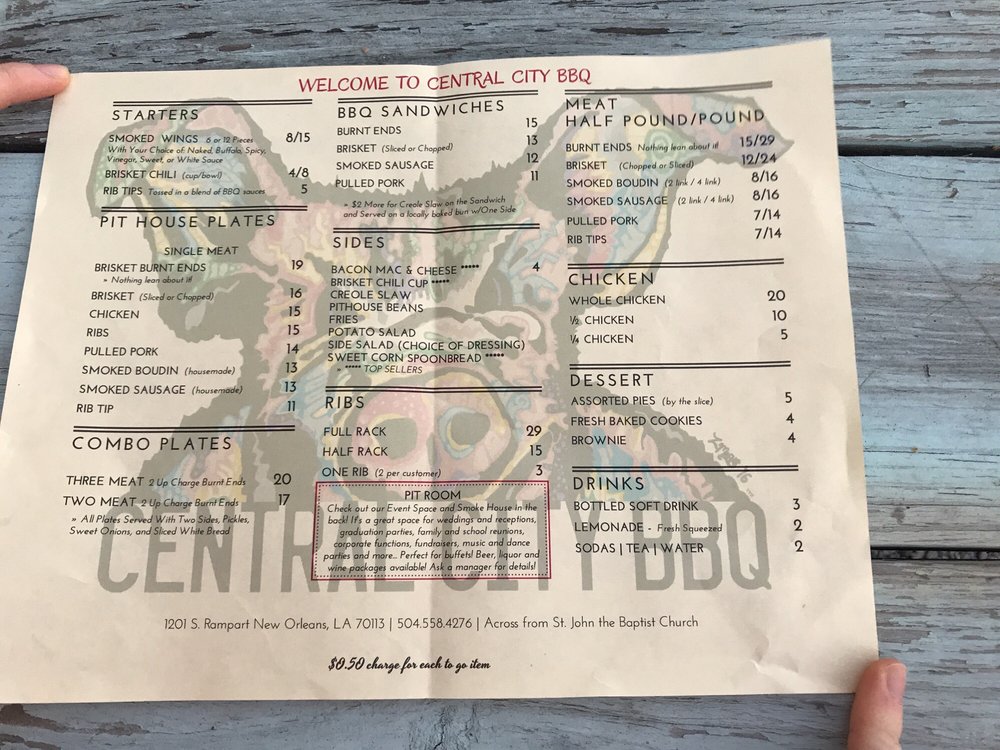 WELCOME TO CENTRAL CITY BBQ
STARTERS
SMOKED WINGS 6 or 12 Pieces 8/15
With Your Choice of: Naked, Buffalo, Spicy,
Vinegar, Sweet, or White Sauce
BRISKET CHILI (cup/bowl) 4/8
RIB TIPS Tossed in a blend of BBQ sauces 5
PIT HOUSE PLATES
SINGLE MEAT
BRISKET BURNT ENDS 19
» Nothing lean about it!
BRISKET (Sliced or Chopped) 16
CHICKEN 15
RIBS 15
PULLED PORK 14
SMOKED BOUDIN (housemade) 13
SMOKED SAUSAGE (housemade) 13
RIB TIP 11
COMBO PLATES
THREE MEAT 2 Up Charge Burnt Ends 20
TWO MEAT 2 Up Charge Burnt Ends 17
» All Plates Served With Two Sides, Pickles,
Sweet Onions, and Sliced White Bread
BBQ SANDWICHES
BURNT ENDS 15
BRISKET (Sliced or Chopped) 13
SMOKED SAUSAGE 12
PULLED PORK 11
» $2 More for Creole Slaw on the Sandwich
and Served on a locally baked bun w/One Side
SIDES
BACON MAC & CHEESE ***** 4
BRISKET CHILI CUP *****
CREOLE SLAW
PITHOUSE BEANS
FRIES
POTATO SALAD
SIDE SALAD (CHOICE OF DRESSING)
SWEET CORN SPOONBREAD *****
» ***** TOP SELLERS
RIBS
FULL RACK 29
HALF RACK 15
ONE RIB (2 per customer) 3
PIT ROOM
Check out our Event Space and Smoke House in the
back! It's a great space for weddings and receptions,
graduation parties, family and school reunions,
corporate functions, fundraisers, music and dance
parties and more... Perfect for buffets! Beer, liquor and
wine packages available! Ask a manager for details!
MEAT
HALF POUND/POUND
BURNT ENDS Nothing lean about it! 15/29
BRISKET (Chopped or Sliced) 12/24
SMOKED BOUDIN (2 link / 4 link) 8/16
SMOKED SAUSAGE (2 link / 4 link) 8/16
PULLED PORK 7/14
RIB TIPS 7/14
CHICKEN
WHOLE CHICKEN 20
½ CHICKEN 10
¼ CHICKEN 5
DESSERT
ASSORTED PIES (by the slice) 5
FRESH BAKED COOKIES 4
BROWNIE 4
DRINKS
BOTTLED SOFT DRINK 3
LEMONADE - Fresh Squeezed 2
SODAS | TEA | WATER 2
CENTRAL CITY BBQ
1201 S. Rampart New Orleans, LA 70113 | 504.558.4276 | Across from St. John the Baptist Church
$0.50 charge for each to go item